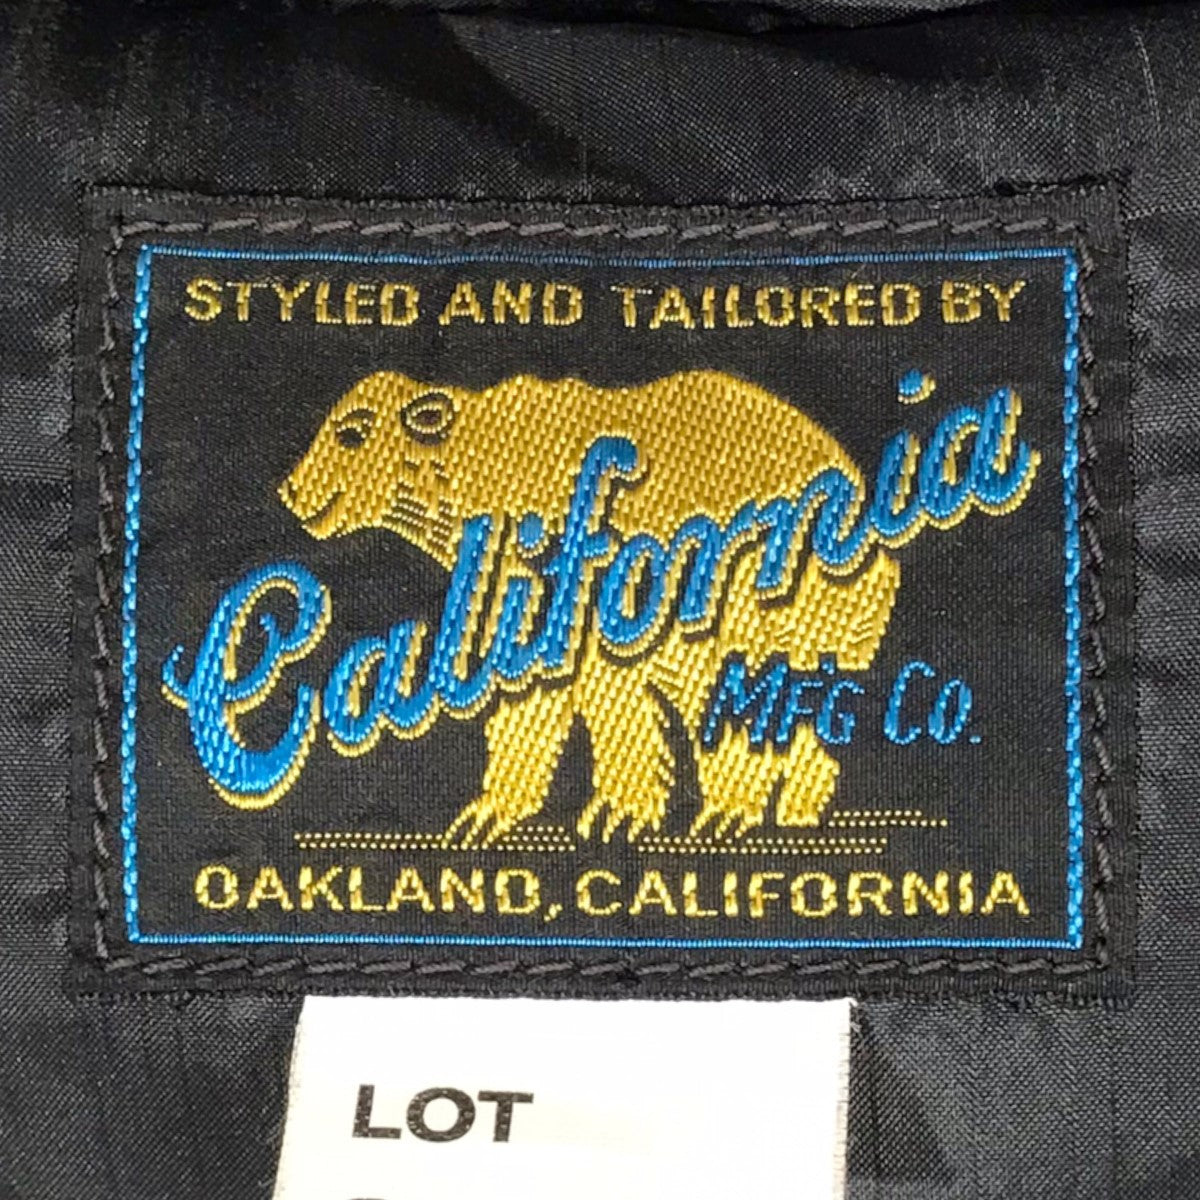 STYLED AND TAILORED BY
California
MFG CO.
OAKLAND, CALIFORNIA
LOT